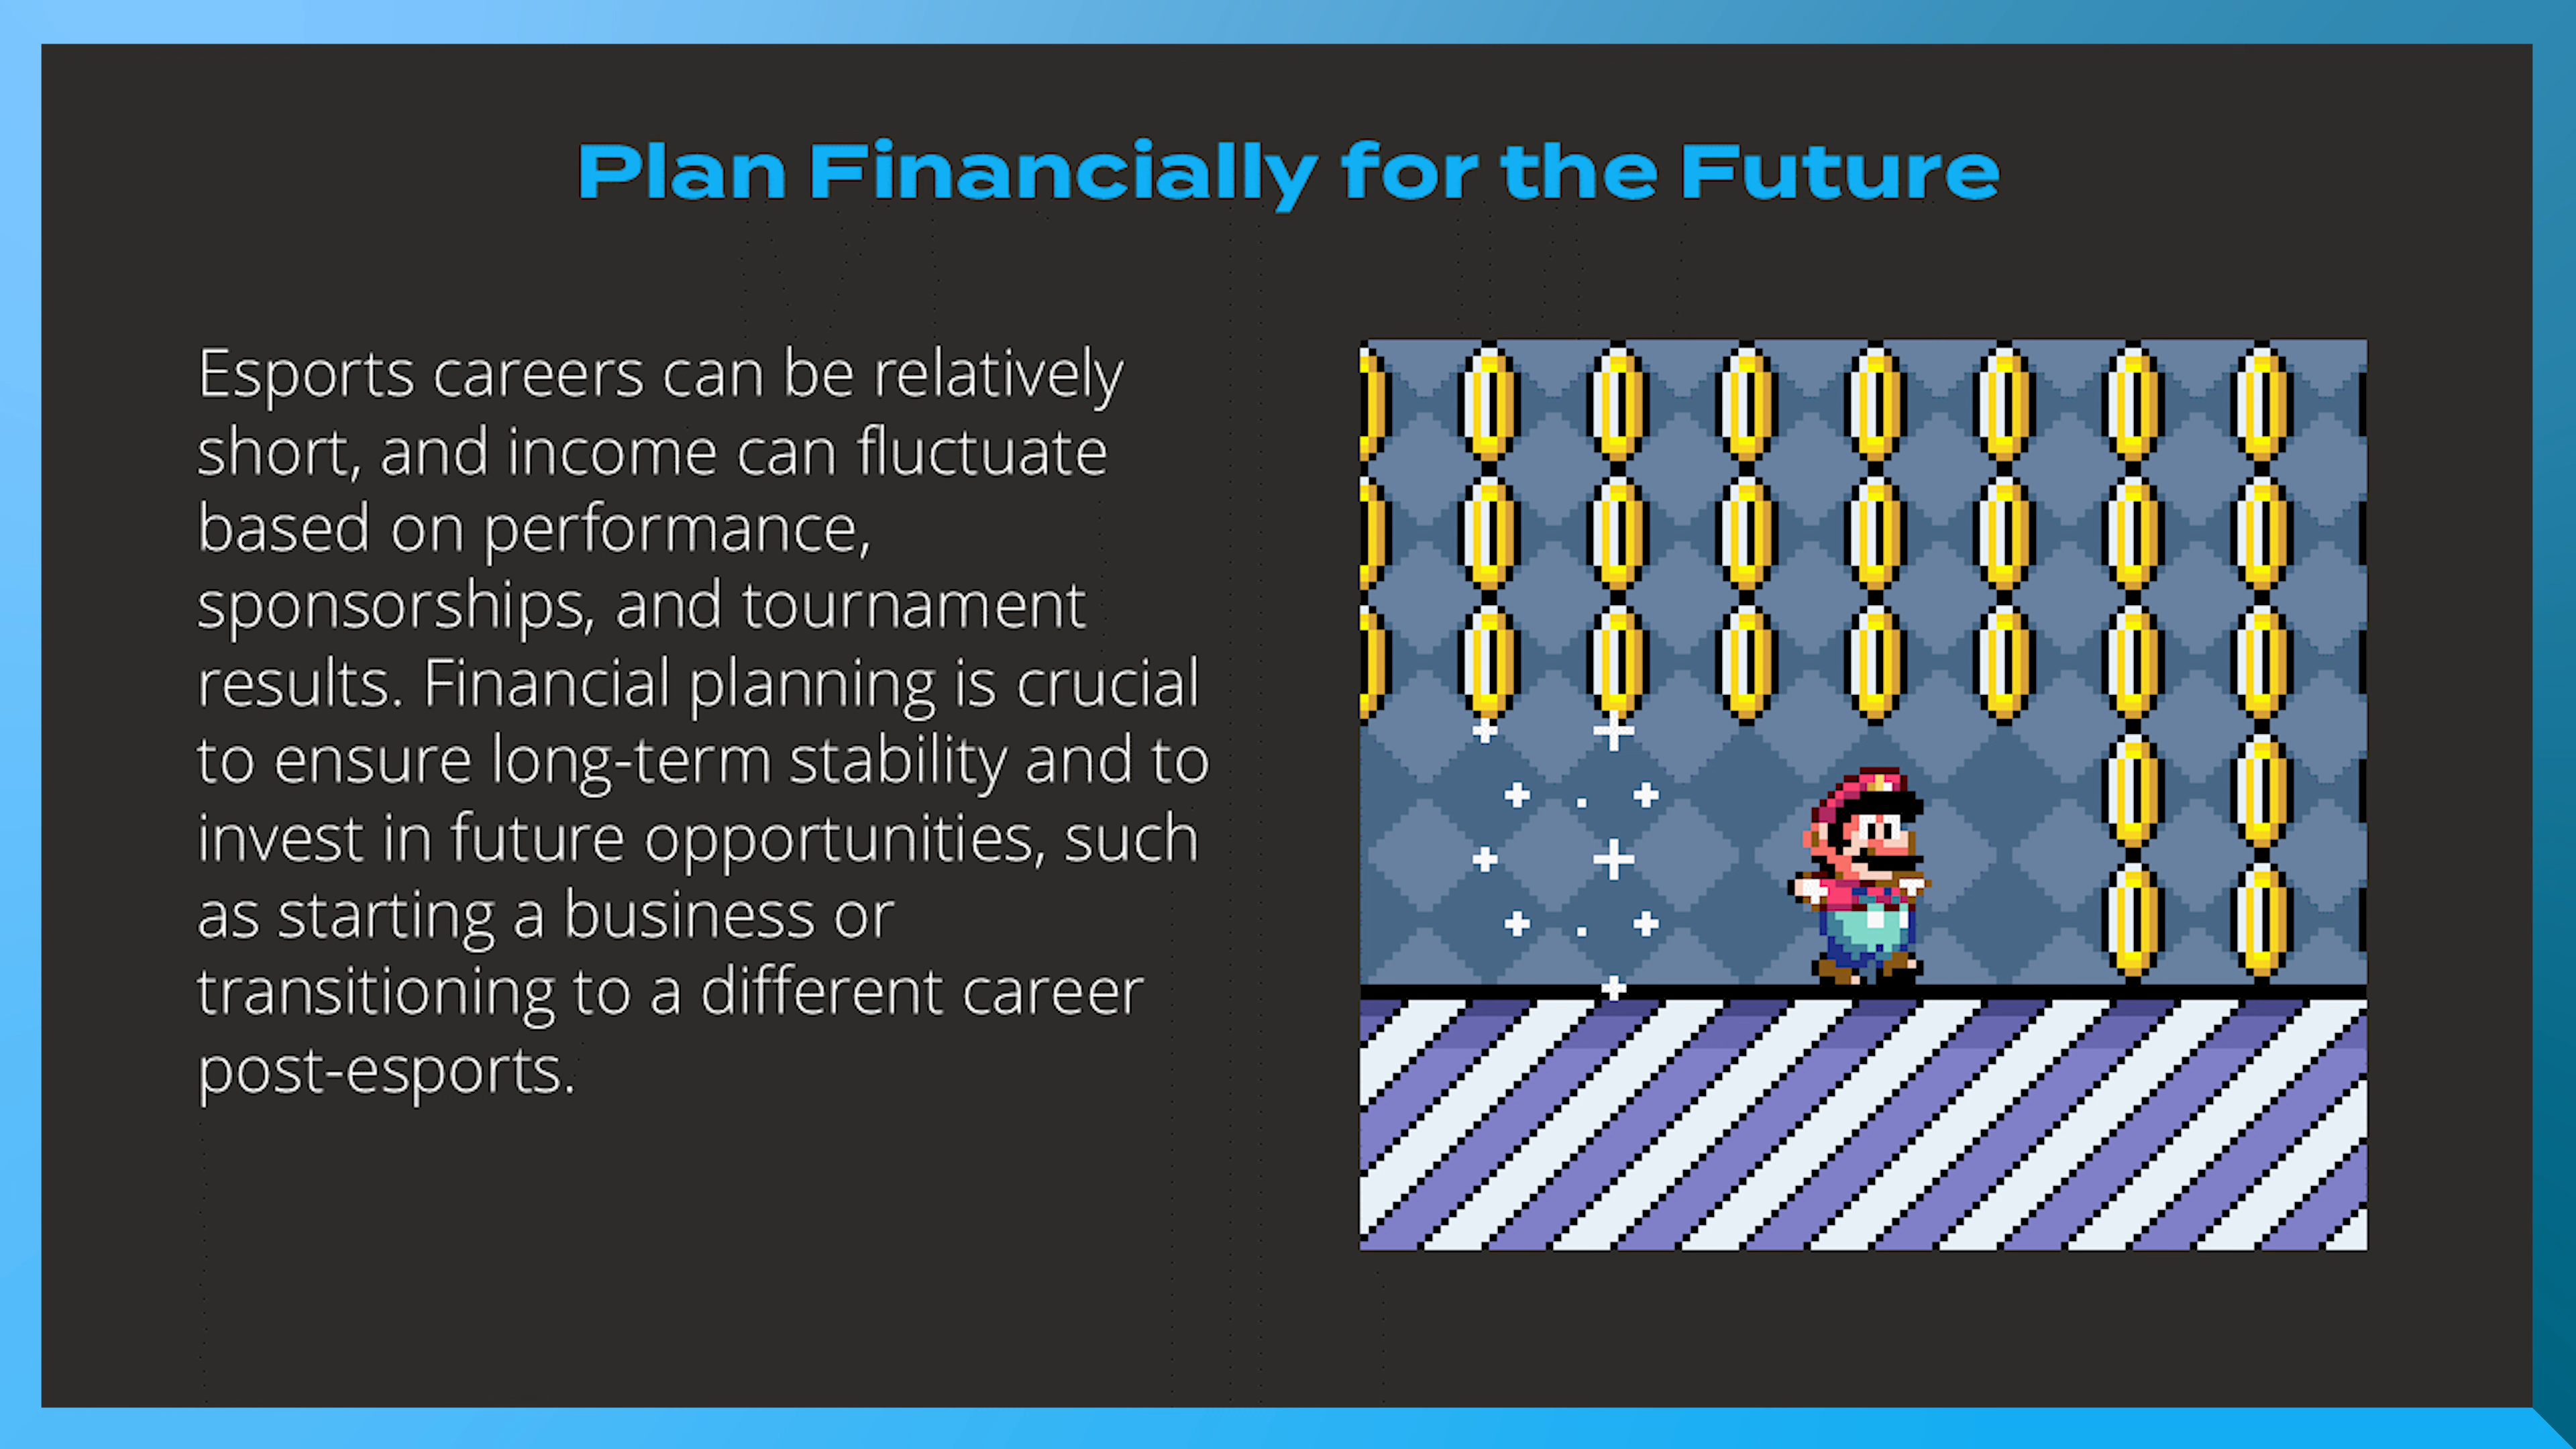 Plan Financially for the Future
Esports careers can be relatively
short, and income can fluctuate
based on performance,
sponsorships, and tournament
results. Financial planning is crucial
to ensure long-term stability and to
invest in future opportunities, such
as starting a business or
transitioning to a different career
post-esports.